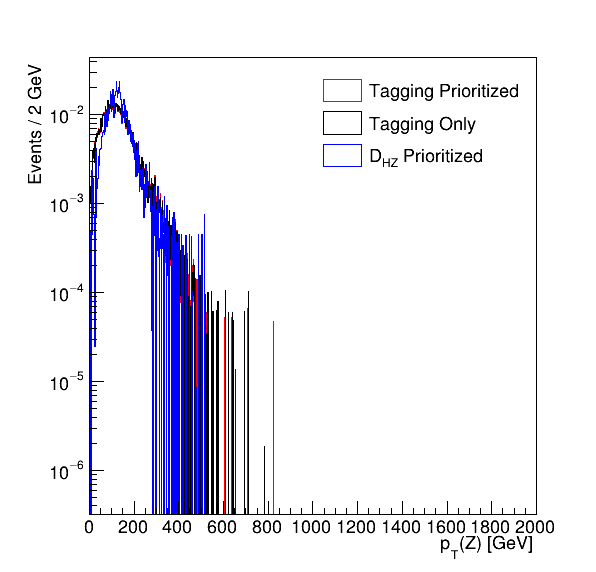 Events / 2 GeV
Tagging Prioritized
Tagging Only
D_HZ Prioritized
10⁻²
10⁻³
10⁻⁴
10⁻⁵
10⁻⁶
0 200 400 600 800 1000 1200 1400 1600 1800 2000
p_T(Z) [GeV]